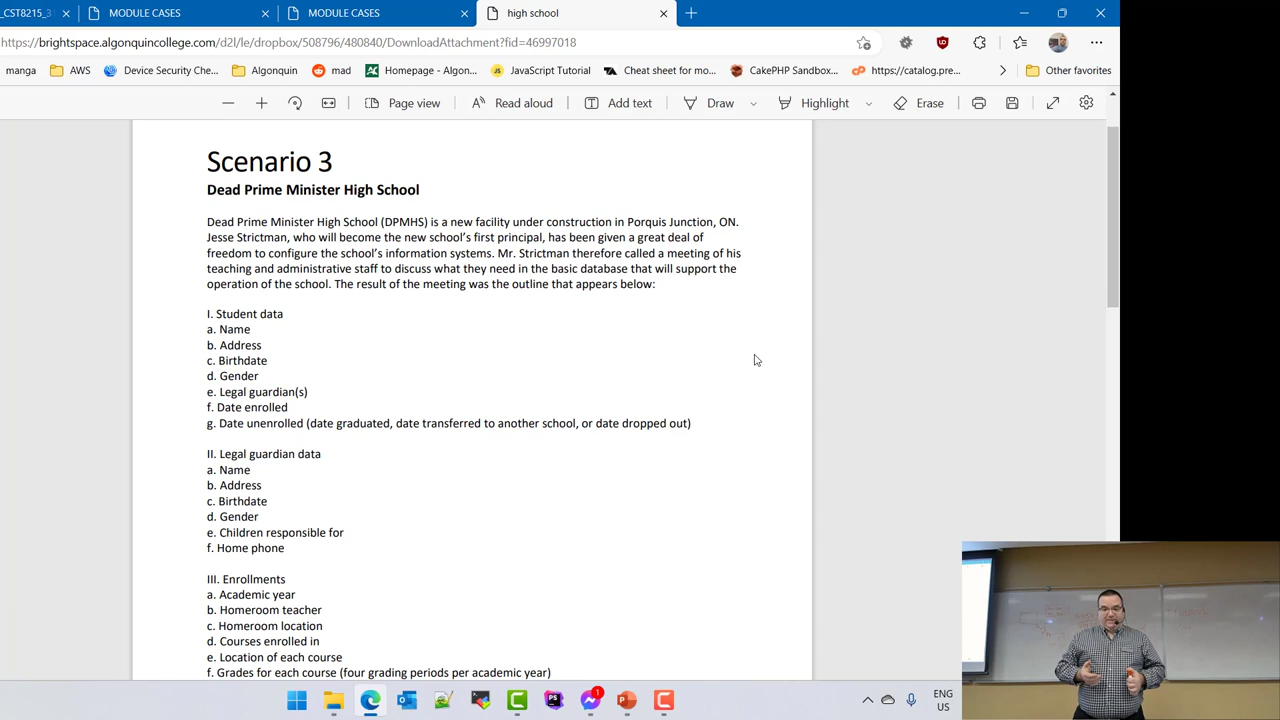 _CST8215_3
MODULE CASES
MODULE CASES
high school
https://brightspace.algonquincollege.com/d2l/le/dropbox/508796/480840/DownloadAttachment?fid=46997018
manga
AWS
Device Security Che...
Algonquin
mad
Homepage - Algon...
JavaScript Tutorial
Cheat sheet for mo...
CakePHP Sandbox...
https://catalog.pre...
Other favorites
Page view
Read aloud
Add text
Draw
Highlight
Erase
Scenario 3
Dead Prime Minister High School
Dead Prime Minister High School (DPMHS) is a new facility under construction in Porquis Junction, ON.
Jesse Strictman, who will become the new school's first principal, has been given a great deal of
freedom to configure the school's information systems. Mr. Strictman therefore called a meeting of his
teaching and administrative staff to discuss what they need in the basic database that will support the
operation of the school. The result of the meeting was the outline that appears below:
I. Student data
a. Name
b. Address
c. Birthdate
d. Gender
e. Legal guardian(s)
f. Date enrolled
g. Date unenrolled (date graduated, date transferred to another school, or date dropped out)
II. Legal guardian data
a. Name
b. Address
c. Birthdate
d. Gender
e. Children responsible for
f. Home phone
III. Enrollments
a. Academic year
b. Homeroom teacher
c. Homeroom location
d. Courses enrolled in
e. Location of each course
f. Grades for each course (four grading periods per academic year)
PS
1
ENG
US